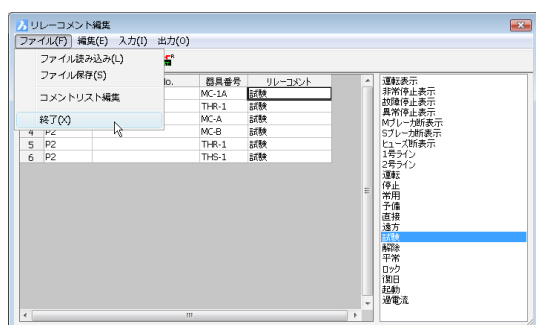 リレーコメント編集
ファイル(F) 編集(E) 入力(I) 出力(O)
ファイル読み込み(L)
ファイル保存(S)
コメントリスト編集
終了(X)
No. 器具番号 リレーコメント
MC-1A 試験
THR-1 試験
MC-A 試験
4 P2 MC-B 試験
5 P2 THR-1 試験
6 P2 THS-1 試験
運転表示
非常停止表示
故障停止表示
異常停止表示
Mブレーカ断表示
Sブレーカ断表示
ヒューズ断表示
1号ライン
2号ライン
運転
停止
常用
予備
直接
遠方
試験
解除
平常
ロック
復旧
起動
過電流